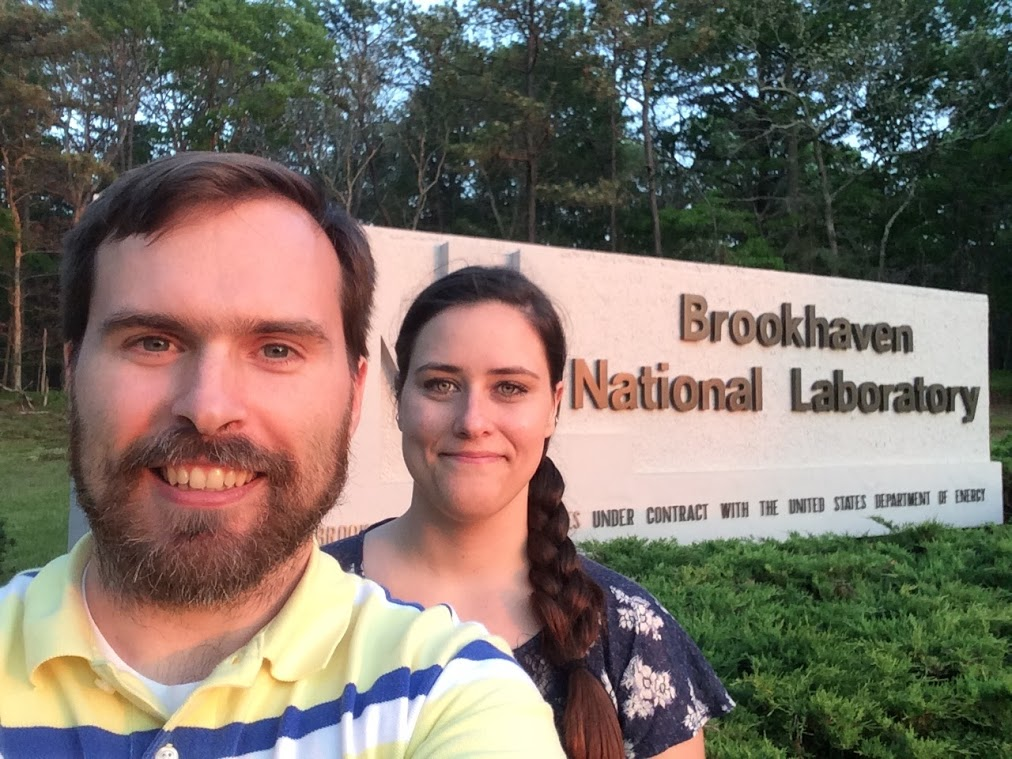 Brookhaven
National Laboratory
UNDER CONTRACT WITH THE UNITED STATES DEPARTMENT OF ENERGY